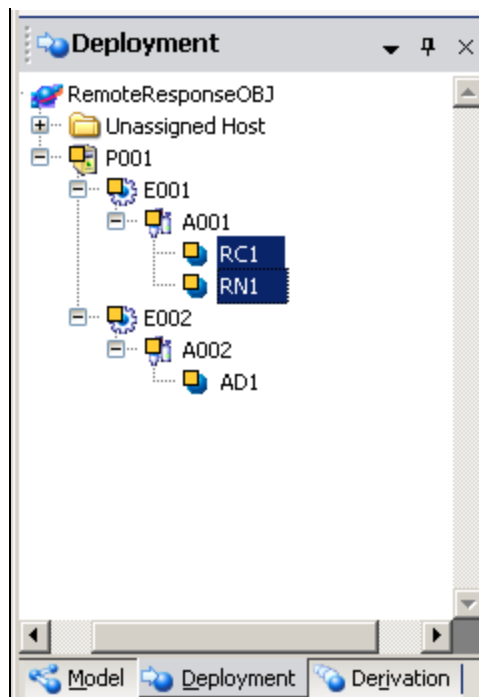 Deployment
RemoteResponseOBJ
Unassigned Host
P001
E001
A001
RC1
RN1
E002
A002
AD1
Model Deployment Derivation